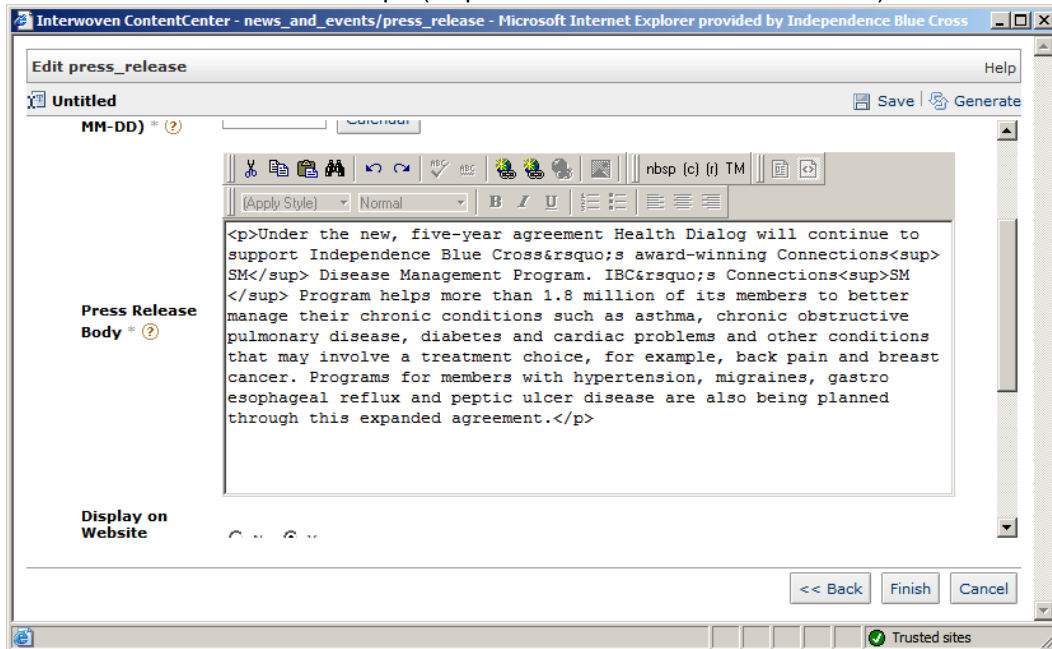 Interwoven ContentCenter - news_and_events/press_release - Microsoft Internet Explorer provided by Independence Blue Cross
Edit press_release
Help
Untitled
Save
Generate
MM-DD) * (?)
Calendar
ABC
ABC
nbsp (c) (r) TM
(Apply Style)
Normal
B I U
<p>Under the new, five-year agreement Health Dialog will continue to
support Independence Blue Cross&rsquo;s award-winning Connections<sup>
SM</sup> Disease Management Program. IBC&rsquo;s Connections<sup>SM
</sup> Program helps more than 1.8 million of its members to better
manage their chronic conditions such as asthma, chronic obstructive
pulmonary disease, diabetes and cardiac problems and other conditions
that may involve a treatment choice, for example, back pain and breast
cancer. Programs for members with hypertension, migraines, gastro
esophageal reflux and peptic ulcer disease are also being planned
through this expanded agreement.</p>
Press Release
Body * (?)
Display on
Website
<< Back
Finish
Cancel
Trusted sites